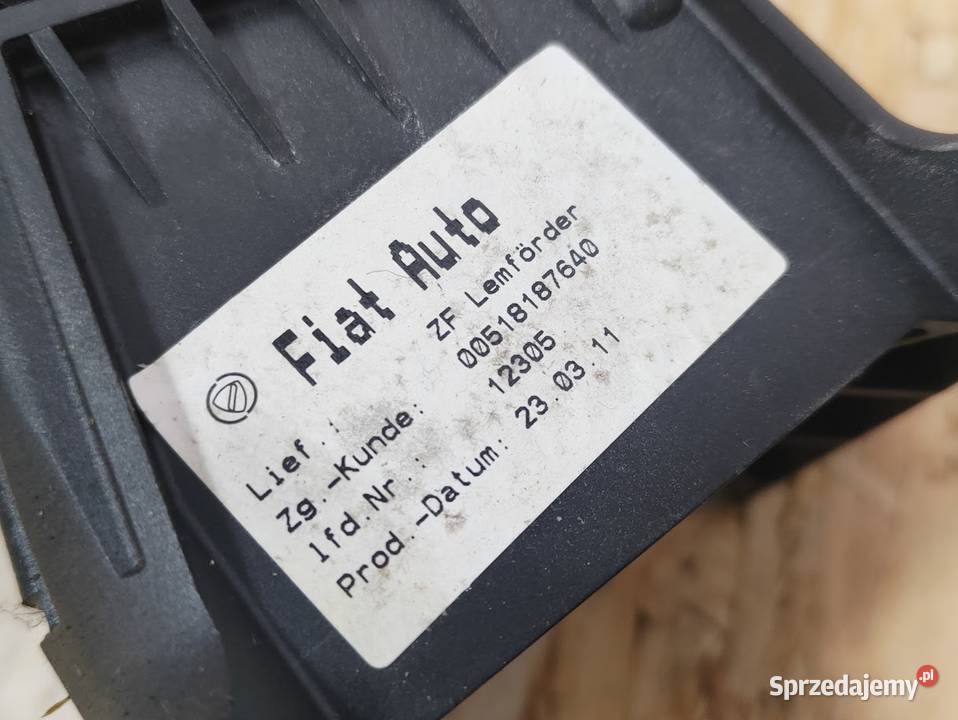 Fiat Auto
Lief.: ZF Lemförder
Zg.-Kunde: 00518187640
lfd.Nr.: 12305
Prod.-Datum: 23.03.11
Sprzedajemy.pl